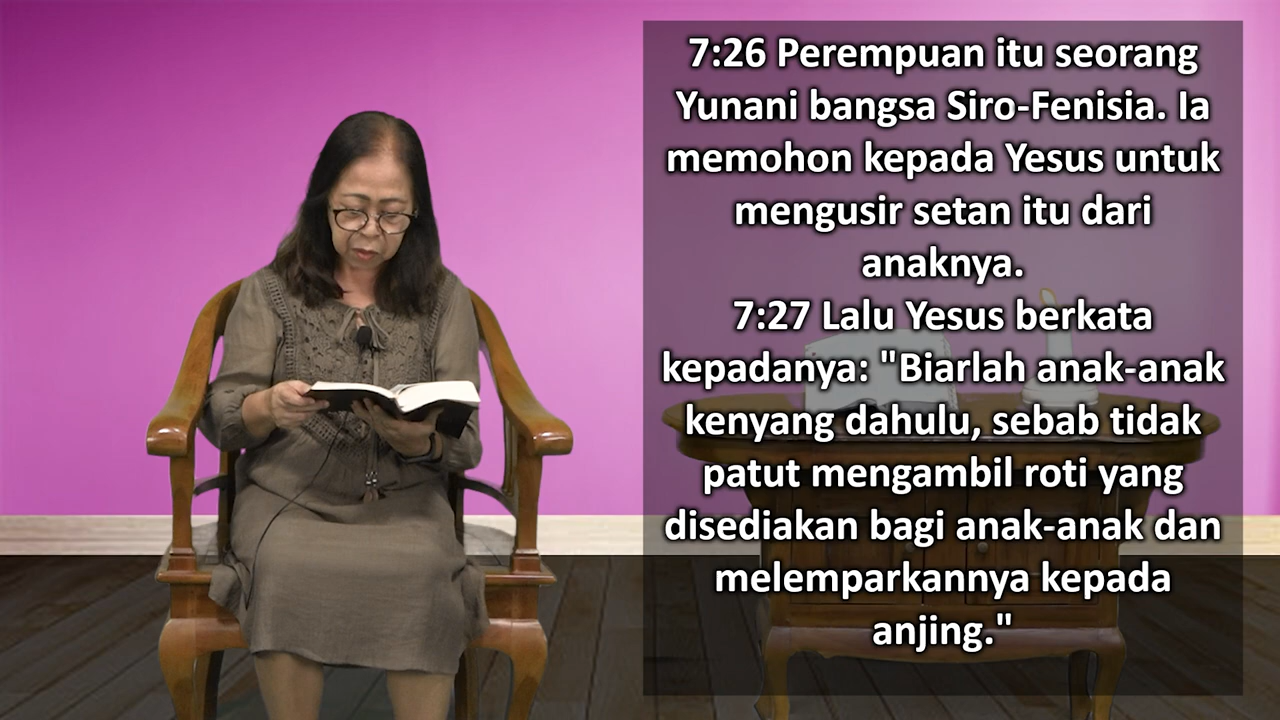 7:26 Perempuan itu seorang
Yunani bangsa Siro-Fenisia. Ia
memohon kepada Yesus untuk
mengusir setan itu dari
anaknya.
7:27 Lalu Yesus berkata
kepadanya: "Biarlah anak-anak
kenyang dahulu, sebab tidak
patut mengambil roti yang
disediakan bagi anak-anak dan
melemparkannya kepada
anjing."